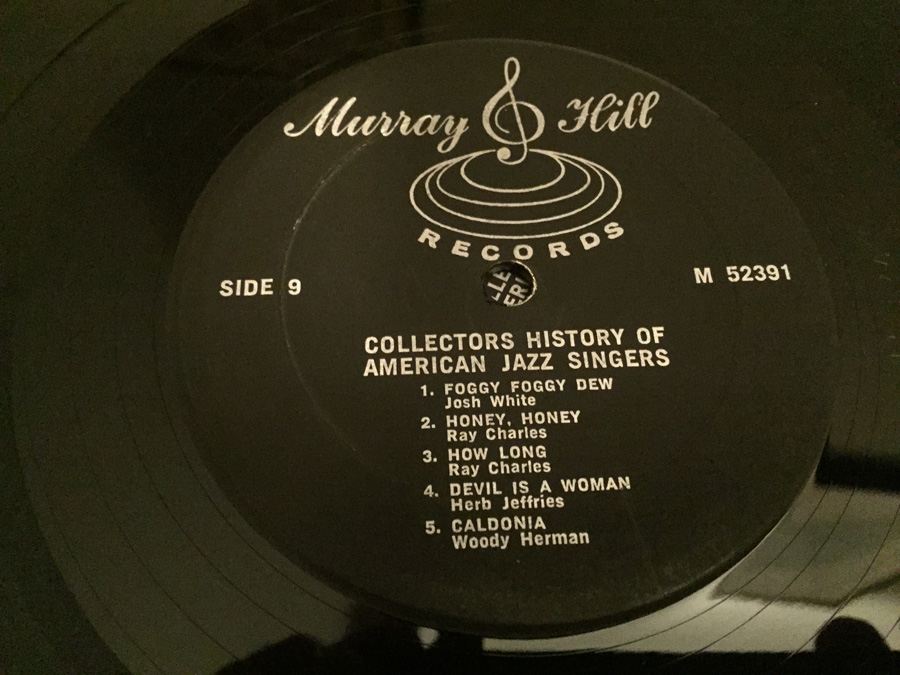 Murray Hill
RECORDS
SIDE 9
M 52391
LLE
ERI
COLLECTORS HISTORY OF
AMERICAN JAZZ SINGERS
1. FOGGY FOGGY DEW
Josh White
2. HONEY, HONEY
Ray Charles
3. HOW LONG
Ray Charles
4. DEVIL IS A WOMAN
Herb Jeffries
5. CALDONIA
Woody Herman